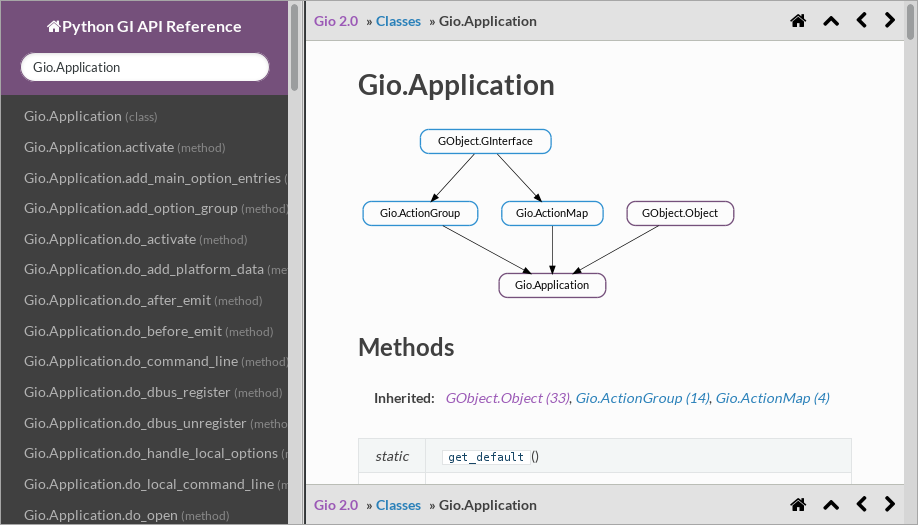 Python GI API Reference
Gio.Application
Gio.Application (class)
Gio.Application.activate (method)
Gio.Application.add_main_option_entries (
Gio.Application.add_option_group (method)
Gio.Application.do_activate (method)
Gio.Application.do_add_platform_data (me
Gio.Application.do_after_emit (method)
Gio.Application.do_before_emit (method)
Gio.Application.do_command_line (method)
Gio.Application.do_dbus_register (method)
Gio.Application.do_dbus_unregister (metho
Gio.Application.do_handle_local_options (
Gio.Application.do_local_command_line (m
Gio.Application.do_open (method)
Gio 2.0 » Classes » Gio.Application
Gio.Application
GObject.GInterface
Gio.ActionGroup Gio.ActionMap GObject.Object
Gio.Application
Methods
Inherited: GObject.Object (33), Gio.ActionGroup (14), Gio.ActionMap (4)
static get_default ()
Gio 2.0 » Classes » Gio.Application